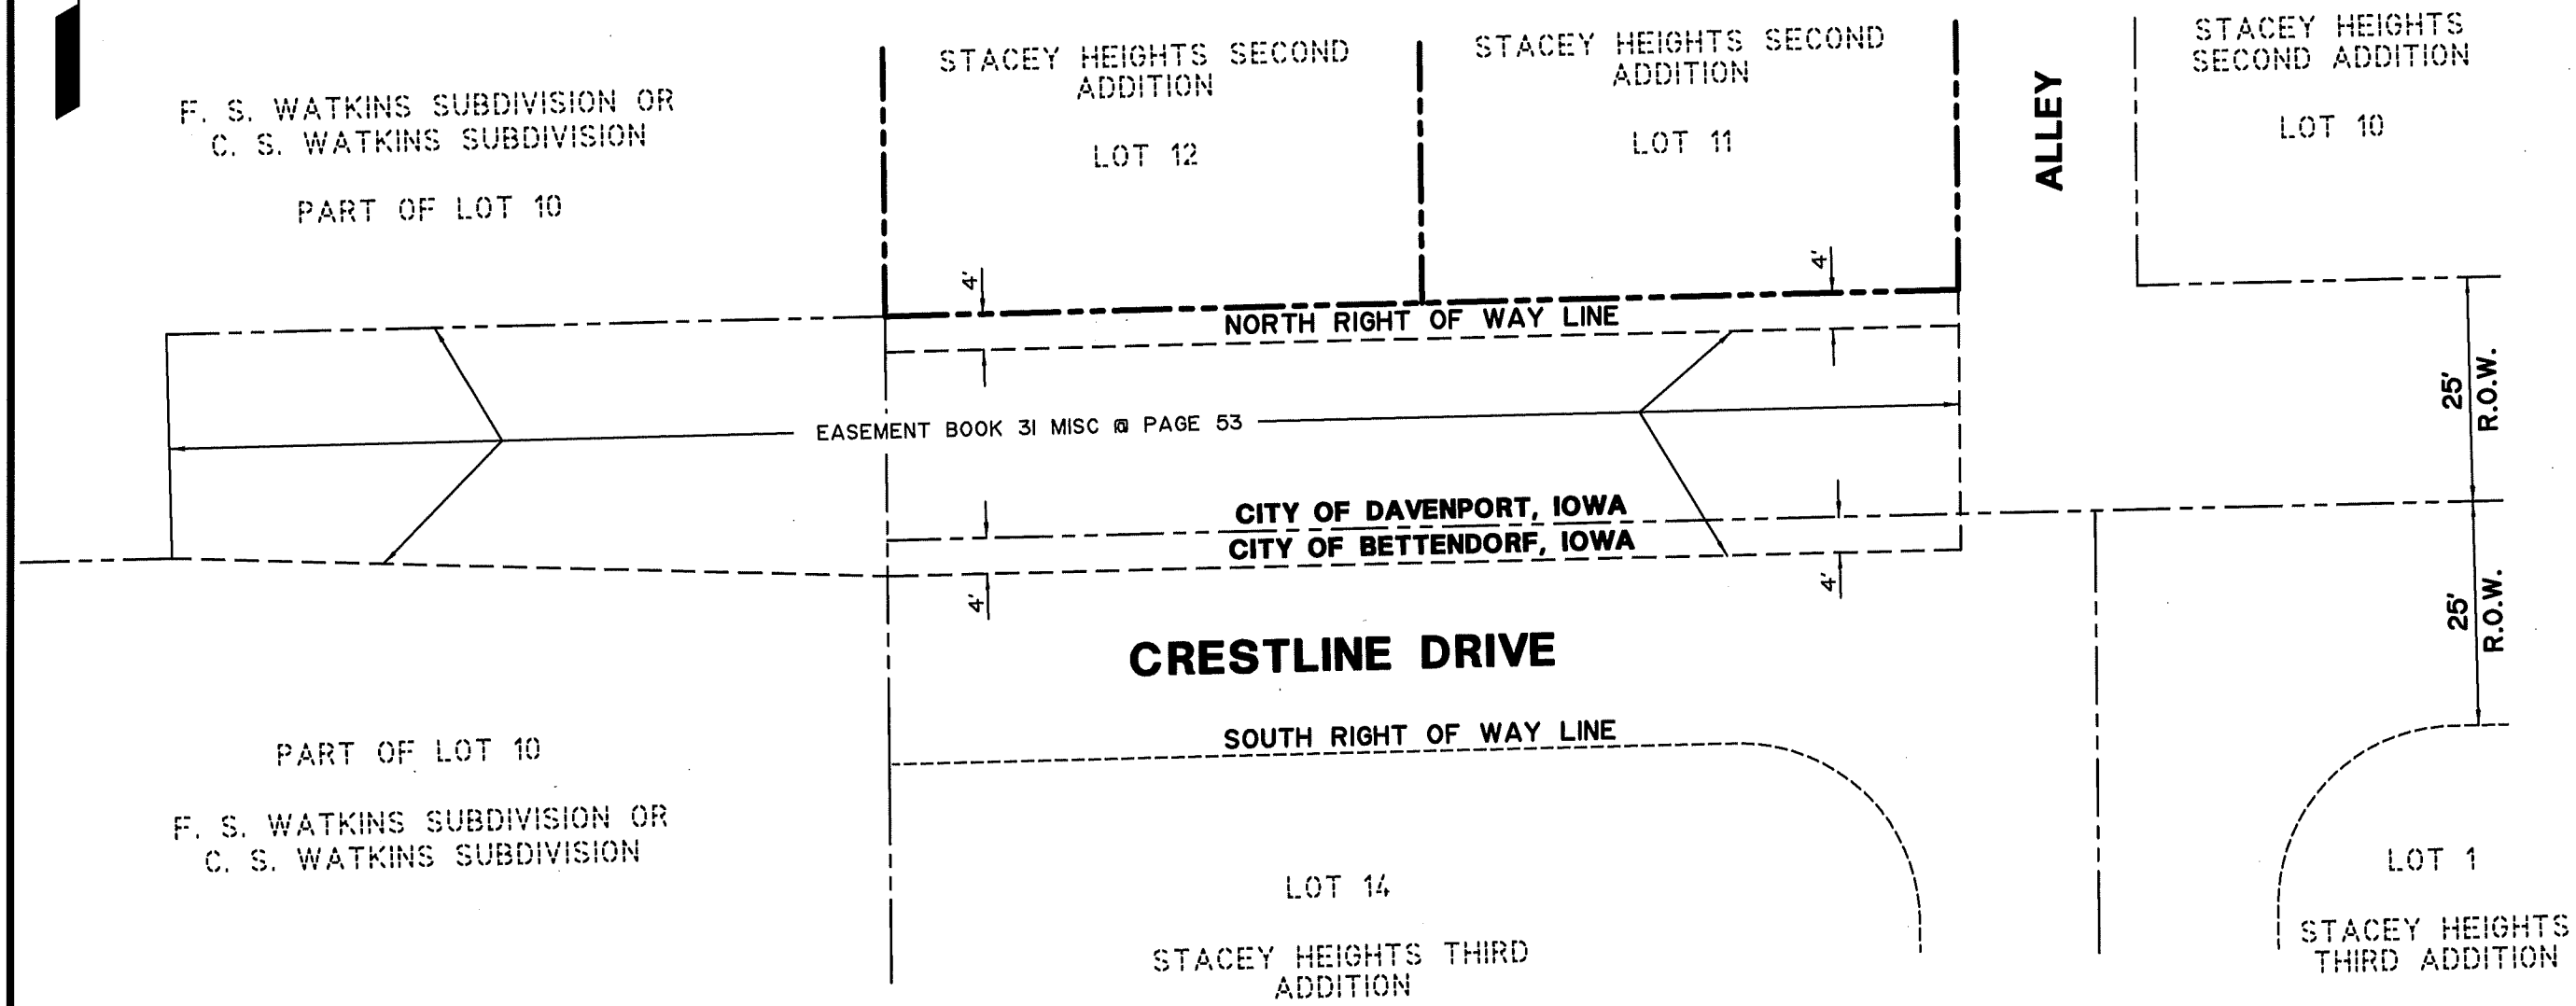 F. S. WATKINS SUBDIVISION OR
C. S. WATKINS SUBDIVISION
PART OF LOT 10
STACEY HEIGHTS SECOND
ADDITION
LOT 12
STACEY HEIGHTS SECOND
ADDITION
LOT 11
ALLEY
STACEY HEIGHTS
SECOND ADDITION
LOT 10
4'
4'
NORTH RIGHT OF WAY LINE
25'
R.O.W.
EASEMENT BOOK 31 MISC @ PAGE 53
CITY OF DAVENPORT, IOWA
CITY OF BETTENDORF, IOWA
4'
4'
25'
R.O.W.
CRESTLINE DRIVE
SOUTH RIGHT OF WAY LINE
PART OF LOT 10
F. S. WATKINS SUBDIVISION OR
C. S. WATKINS SUBDIVISION
LOT 14
STACEY HEIGHTS THIRD
ADDITION
LOT 1
STACEY HEIGHTS
THIRD ADDITION